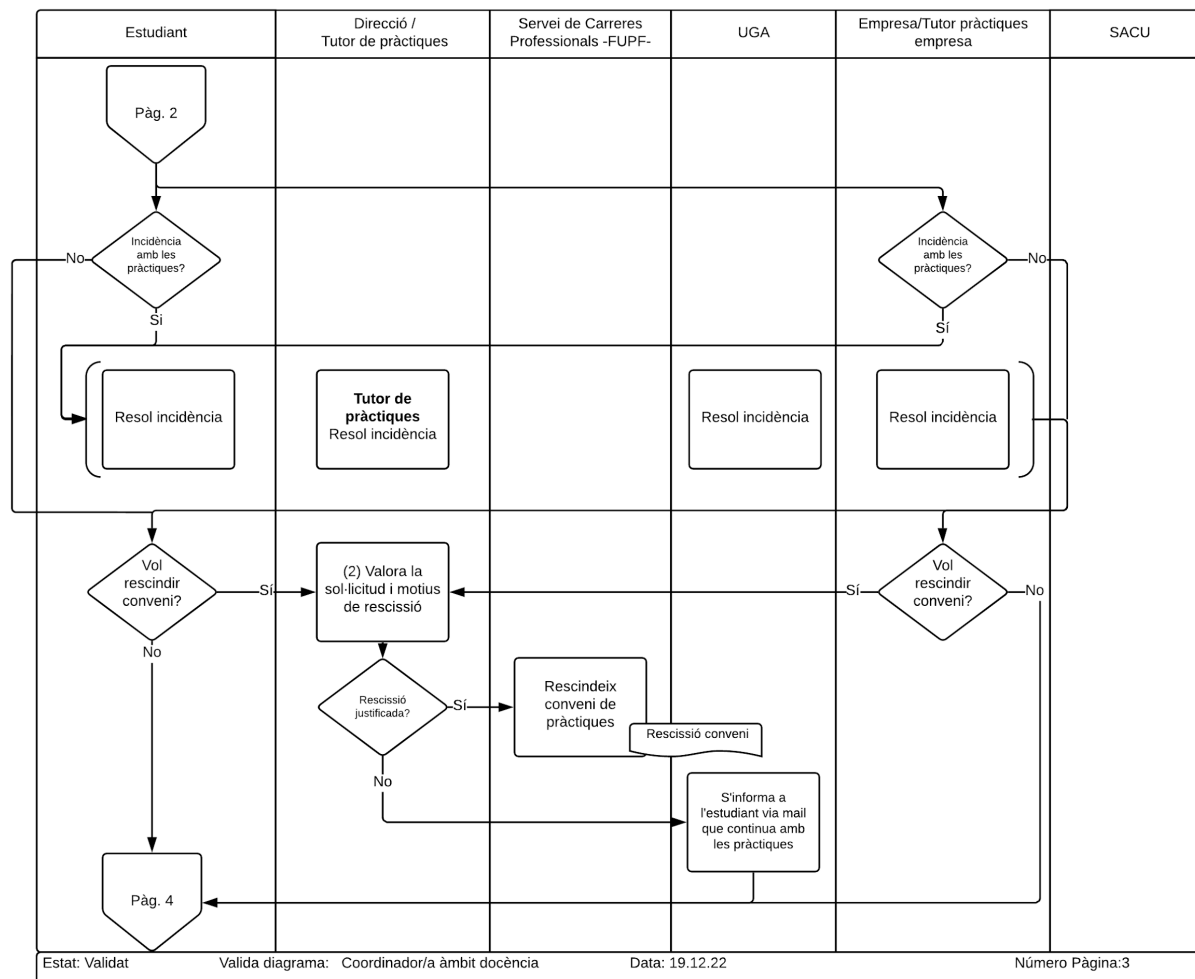 Estudiant
Direcció /
Tutor de pràctiques
Servei de Carreres
Professionals -FUPF-
UGA
Empresa/Tutor pràctiques
empresa
SACU
Pàg. 2
Incidència
amb les
pràctiques?
No
Si
Incidència
amb les
pràctiques?
No
Sí
Resol incidència
Tutor de
pràctiques
Resol incidència
Resol incidència
Resol incidència
Vol
rescindir
conveni?
Sí
No
(2) Valora la
sol·licitud i motius
de rescissió
Sí
Vol
rescindir
conveni?
No
Rescissió
justificada?
Sí
No
Rescindeix
conveni de
pràctiques
Rescissió conveni
S'informa a
l'estudiant via mail
que continua amb
les pràctiques
Pàg. 4
Estat: Validat
Valida diagrama: Coordinador/a àmbit docència
Data: 19.12.22
Número Pàgina:3